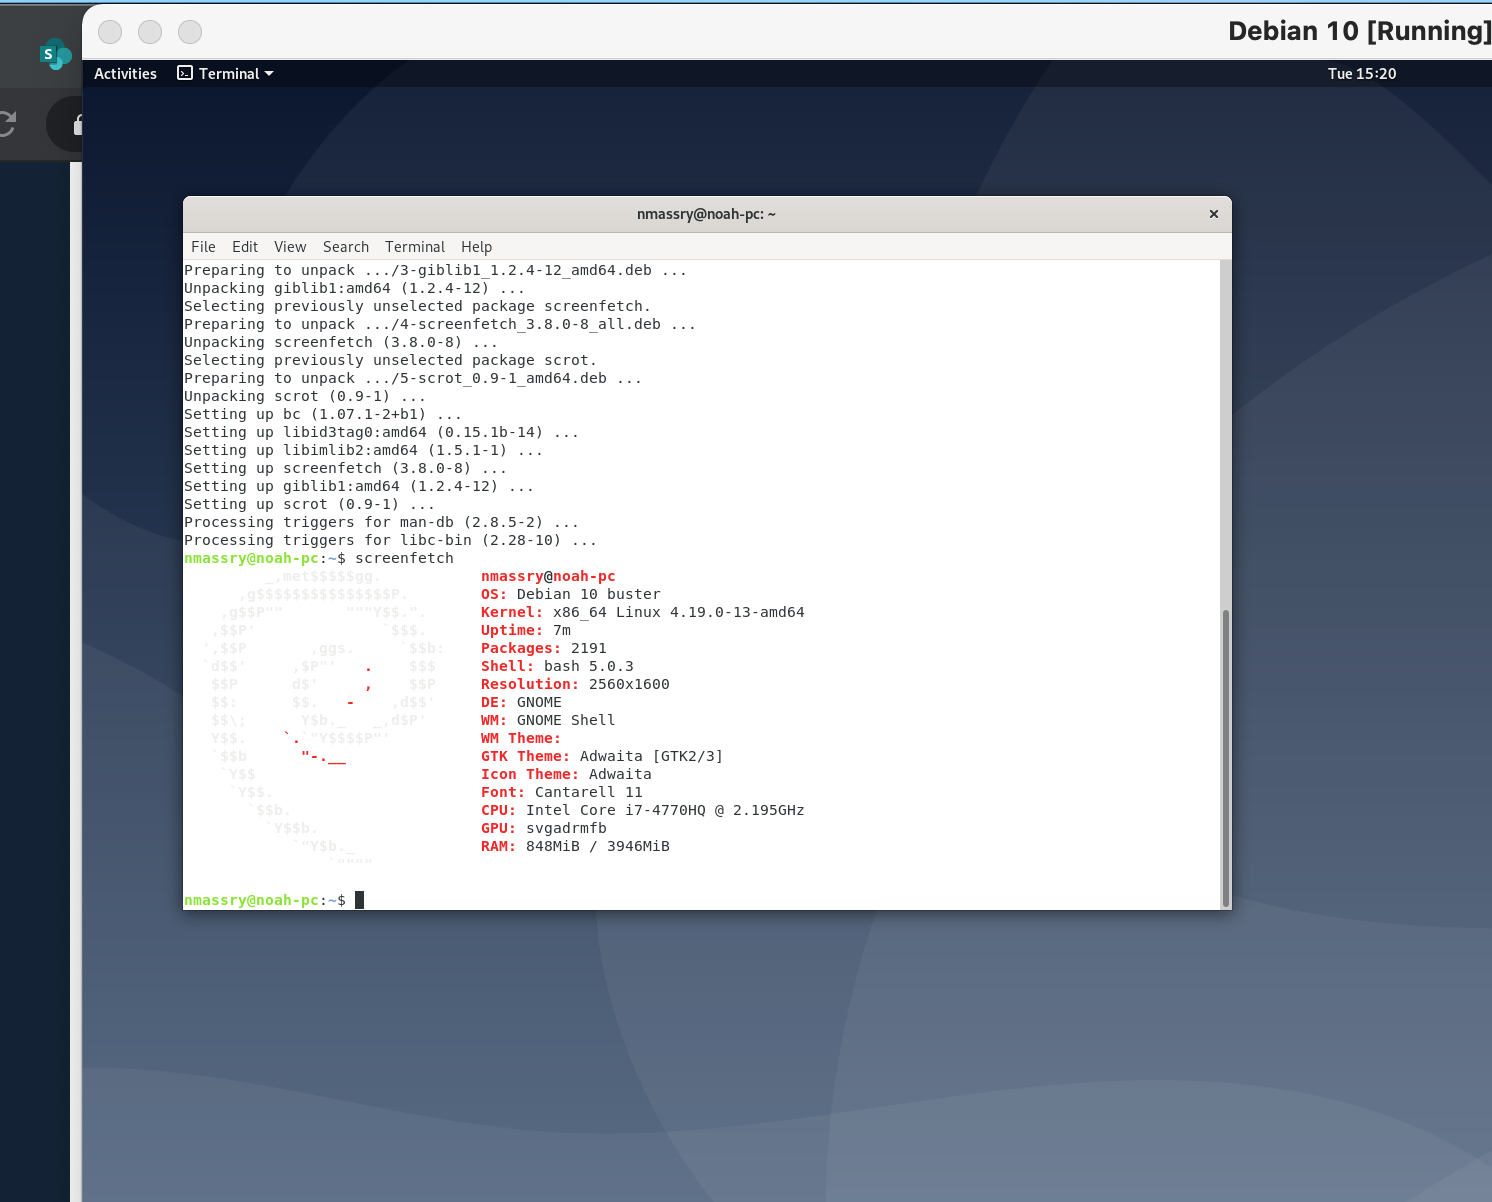 Debian 10 [Running]
S
Activities Terminal Tue 15:20
nmassry@noah-pc: ~
File Edit View Search Terminal Help
Preparing to unpack .../3-giblib1_1.2.4-12_amd64.deb ...
Unpacking giblib1:amd64 (1.2.4-12) ...
Selecting previously unselected package screenfetch.
Preparing to unpack .../4-screenfetch_3.8.0-8_all.deb ...
Unpacking screenfetch (3.8.0-8) ...
Selecting previously unselected package scrot.
Preparing to unpack .../5-scrot_0.9-1_amd64.deb ...
Unpacking scrot (0.9-1) ...
Setting up bc (1.07.1-2+b1) ...
Setting up libid3tag0:amd64 (0.15.1b-14) ...
Setting up libimlib2:amd64 (1.5.1-1) ...
Setting up screenfetch (3.8.0-8) ...
Setting up giblib1:amd64 (1.2.4-12) ...
Setting up scrot (0.9-1) ...
Processing triggers for man-db (2.8.5-2) ...
Processing triggers for libc-bin (2.28-10) ...
nmassry@noah-pc:~$ screenfetch
         _,met$$$$$gg.           nmassry@noah-pc
      ,g$$$$$$$$$$$$$$$P.        OS: Debian 10 buster
    ,g$$P""       """Y$$.".      Kernel: x86_64 Linux 4.19.0-13-amd64
   ,$$P'              `$$$.      Uptime: 7m
  ',$$P       ,ggs.     `$$b:    Packages: 2191
  `d$$'     ,$P"'   .    $$$     Shell: bash 5.0.3
   $$P      d$'     ,    $$P     Resolution: 2560x1600
   $$:      $$.   -    ,d$$'     DE: GNOME
   $$\;      Y$b._   _,d$P'      WM: GNOME Shell
   Y$$.    `.`"Y$$$$P"'          WM Theme:
   `$$b      "-.__               GTK Theme: Adwaita [GTK2/3]
    `Y$$                         Icon Theme: Adwaita
     `Y$$.                       Font: Cantarell 11
       `$$b.                     CPU: Intel Core i7-4770HQ @ 2.195GHz
         `Y$$b.                  GPU: svgadrmfb
            `"Y$b._              RAM: 848MiB / 3946MiB
                `""""
nmassry@noah-pc:~$